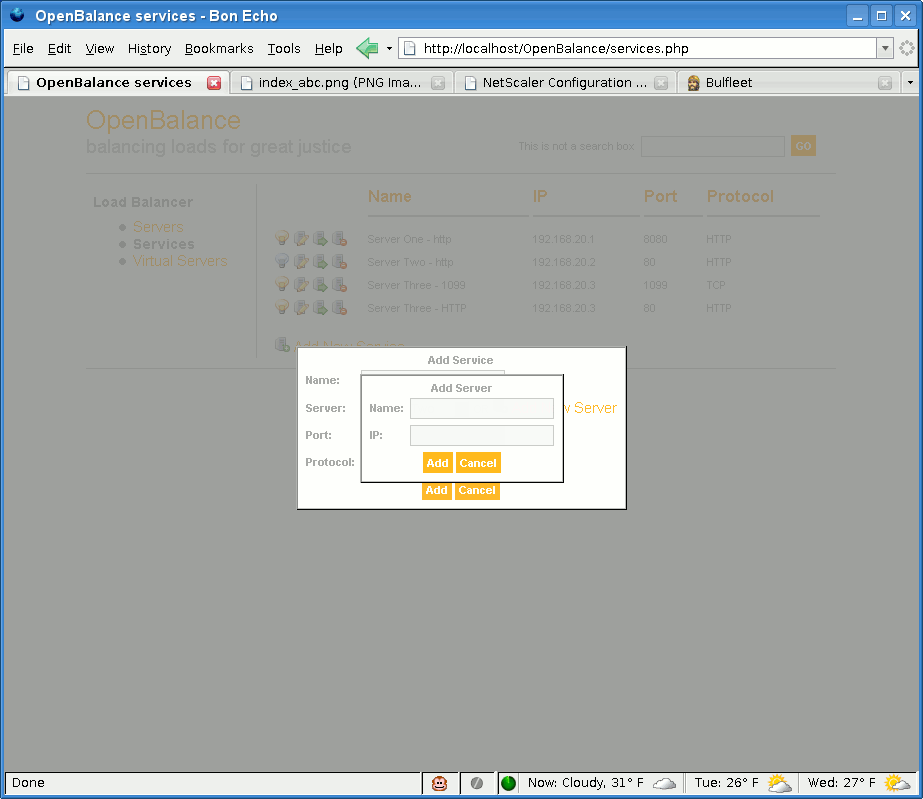 OpenBalance services - Bon Echo
File Edit View History Bookmarks Tools Help http://localhost/OpenBalance/services.php
OpenBalance services index_abc.png (PNG Ima... NetScaler Configuration ... Bulfleet
OpenBalance
balancing loads for great justice
This is not a search box GO
Load Balancer
Servers
Services
Virtual Servers
Name IP Port Protocol
Server One - http 192.168.20.1 8080 HTTP
Server Two - http 192.168.20.2 80 HTTP
Server Three - 1099 192.168.20.3 1099 TCP
Server Three - HTTP 192.168.20.3 80 HTTP
Add New
Add Service
Name:
Server: Server
Port:
Protocol:
Add Cancel
Add Server
Name:
IP:
Add Cancel
Done Now: Cloudy, 31° F Tue: 26° F Wed: 27° F